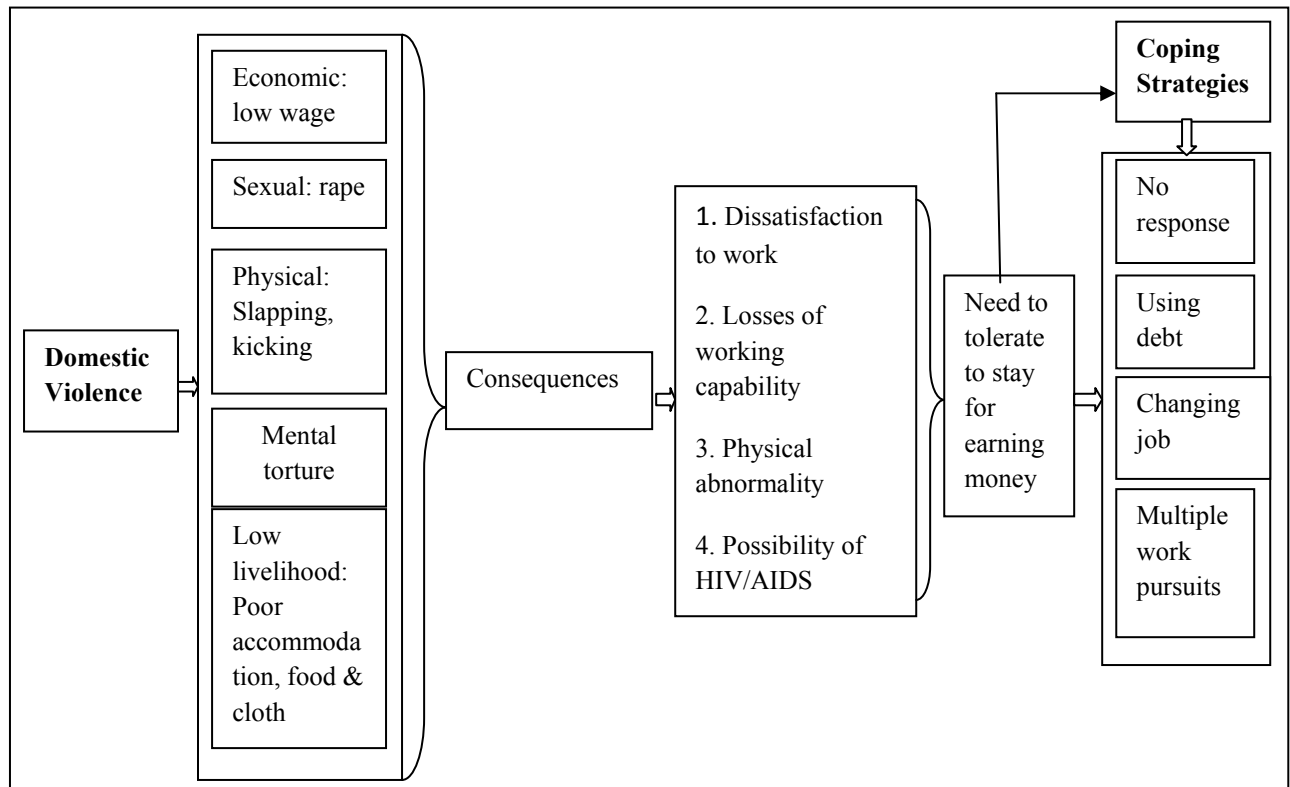 Domestic
Violence
Economic:
low wage
Sexual: rape
Physical:
Slapping,
kicking
Mental
torture
Low
livelihood:
Poor
accommoda
tion, food &
cloth
Consequences
1. Dissatisfaction
to work
2. Losses of
working
capability
3. Physical
abnormality
4. Possibility of
HIV/AIDS
Need to
tolerate
to stay
for
earning
money
Coping
Strategies
No
response
Using
debt
Changing
job
Multiple
work
pursuits